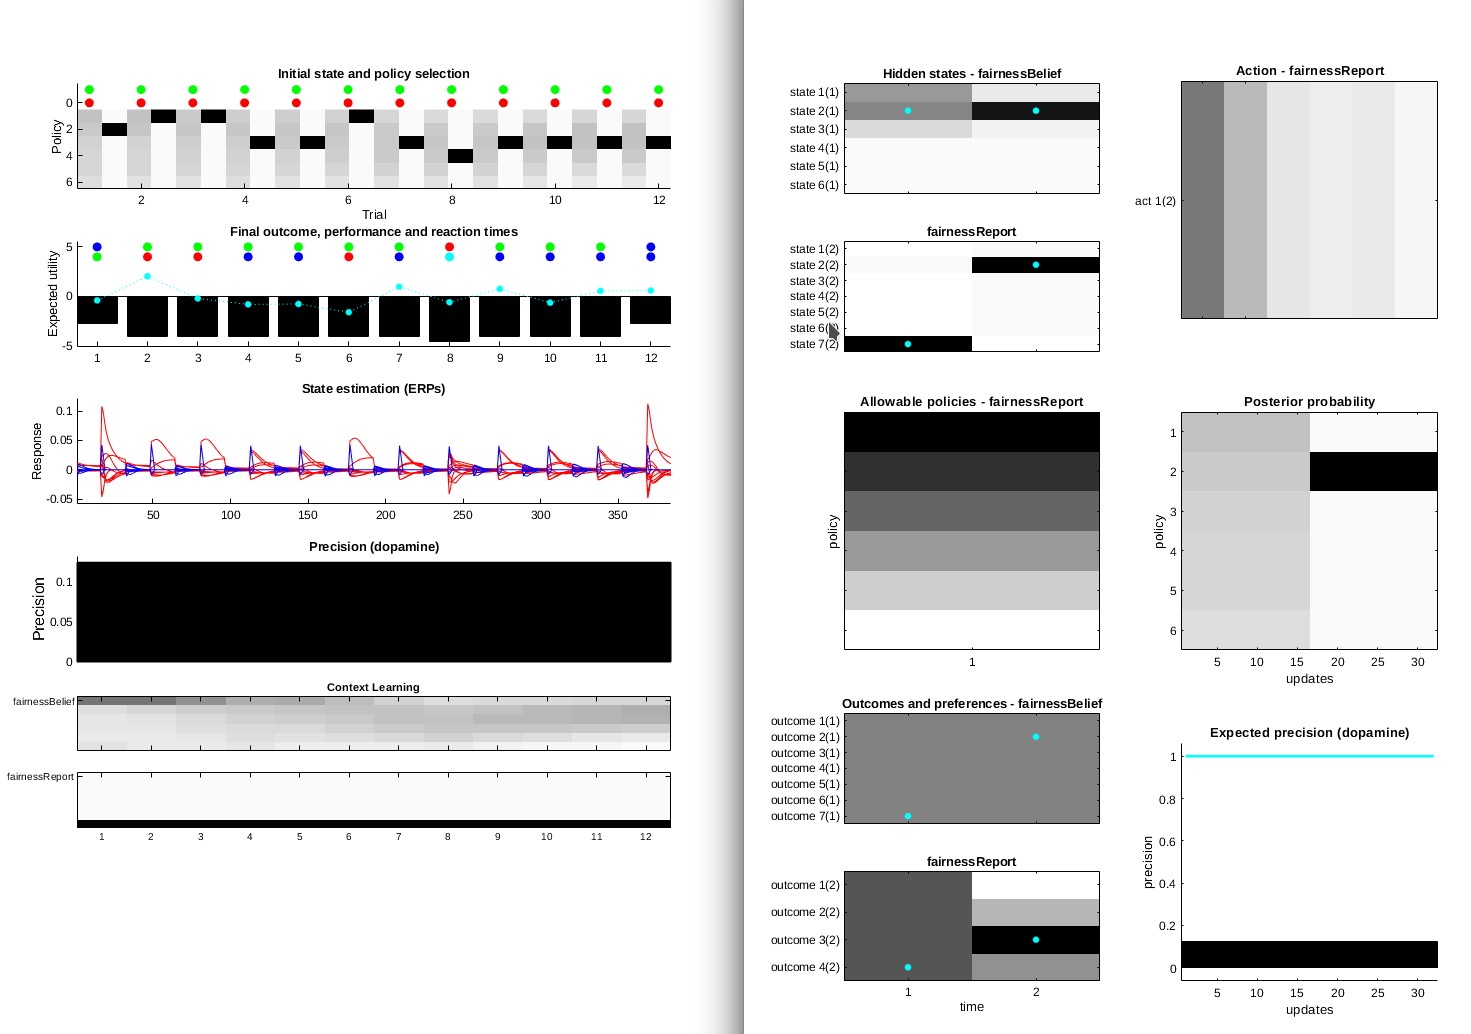 Initial state and policy selection
Policy
0
2
4
6
2 4 6 8 10 12
Trial
Final outcome, performance and reaction times
Expected utility
5
0
-5
1 2 3 4 5 6 7 8 9 10 11 12
State estimation (ERPs)
Response
0.1
0.05
0
-0.05
50 100 150 200 250 300 350
Precision (dopamine)
Precision
0.1
0.05
0
Context Learning
fairnessBelief
fairnessReport
1 2 3 4 5 6 7 8 9 10 11 12
Hidden states - fairnessBelief
state 1(1)
state 2(1)
state 3(1)
state 4(1)
state 5(1)
state 6(1)
Action - fairnessReport
act 1(2)
fairnessReport
state 1(2)
state 2(2)
state 3(2)
state 4(2)
state 5(2)
state 6(2)
state 7(2)
Allowable policies - fairnessReport
policy
1
Posterior probability
policy
1
2
3
4
5
6
5 10 15 20 25 30
updates
Outcomes and preferences - fairnessBelief
outcome 1(1)
outcome 2(1)
outcome 3(1)
outcome 4(1)
outcome 5(1)
outcome 6(1)
outcome 7(1)
fairnessReport
outcome 1(2)
outcome 2(2)
outcome 3(2)
outcome 4(2)
1 2
time
Expected precision (dopamine)
precision
1
0.8
0.6
0.4
0.2
0
5 10 15 20 25 30
updates